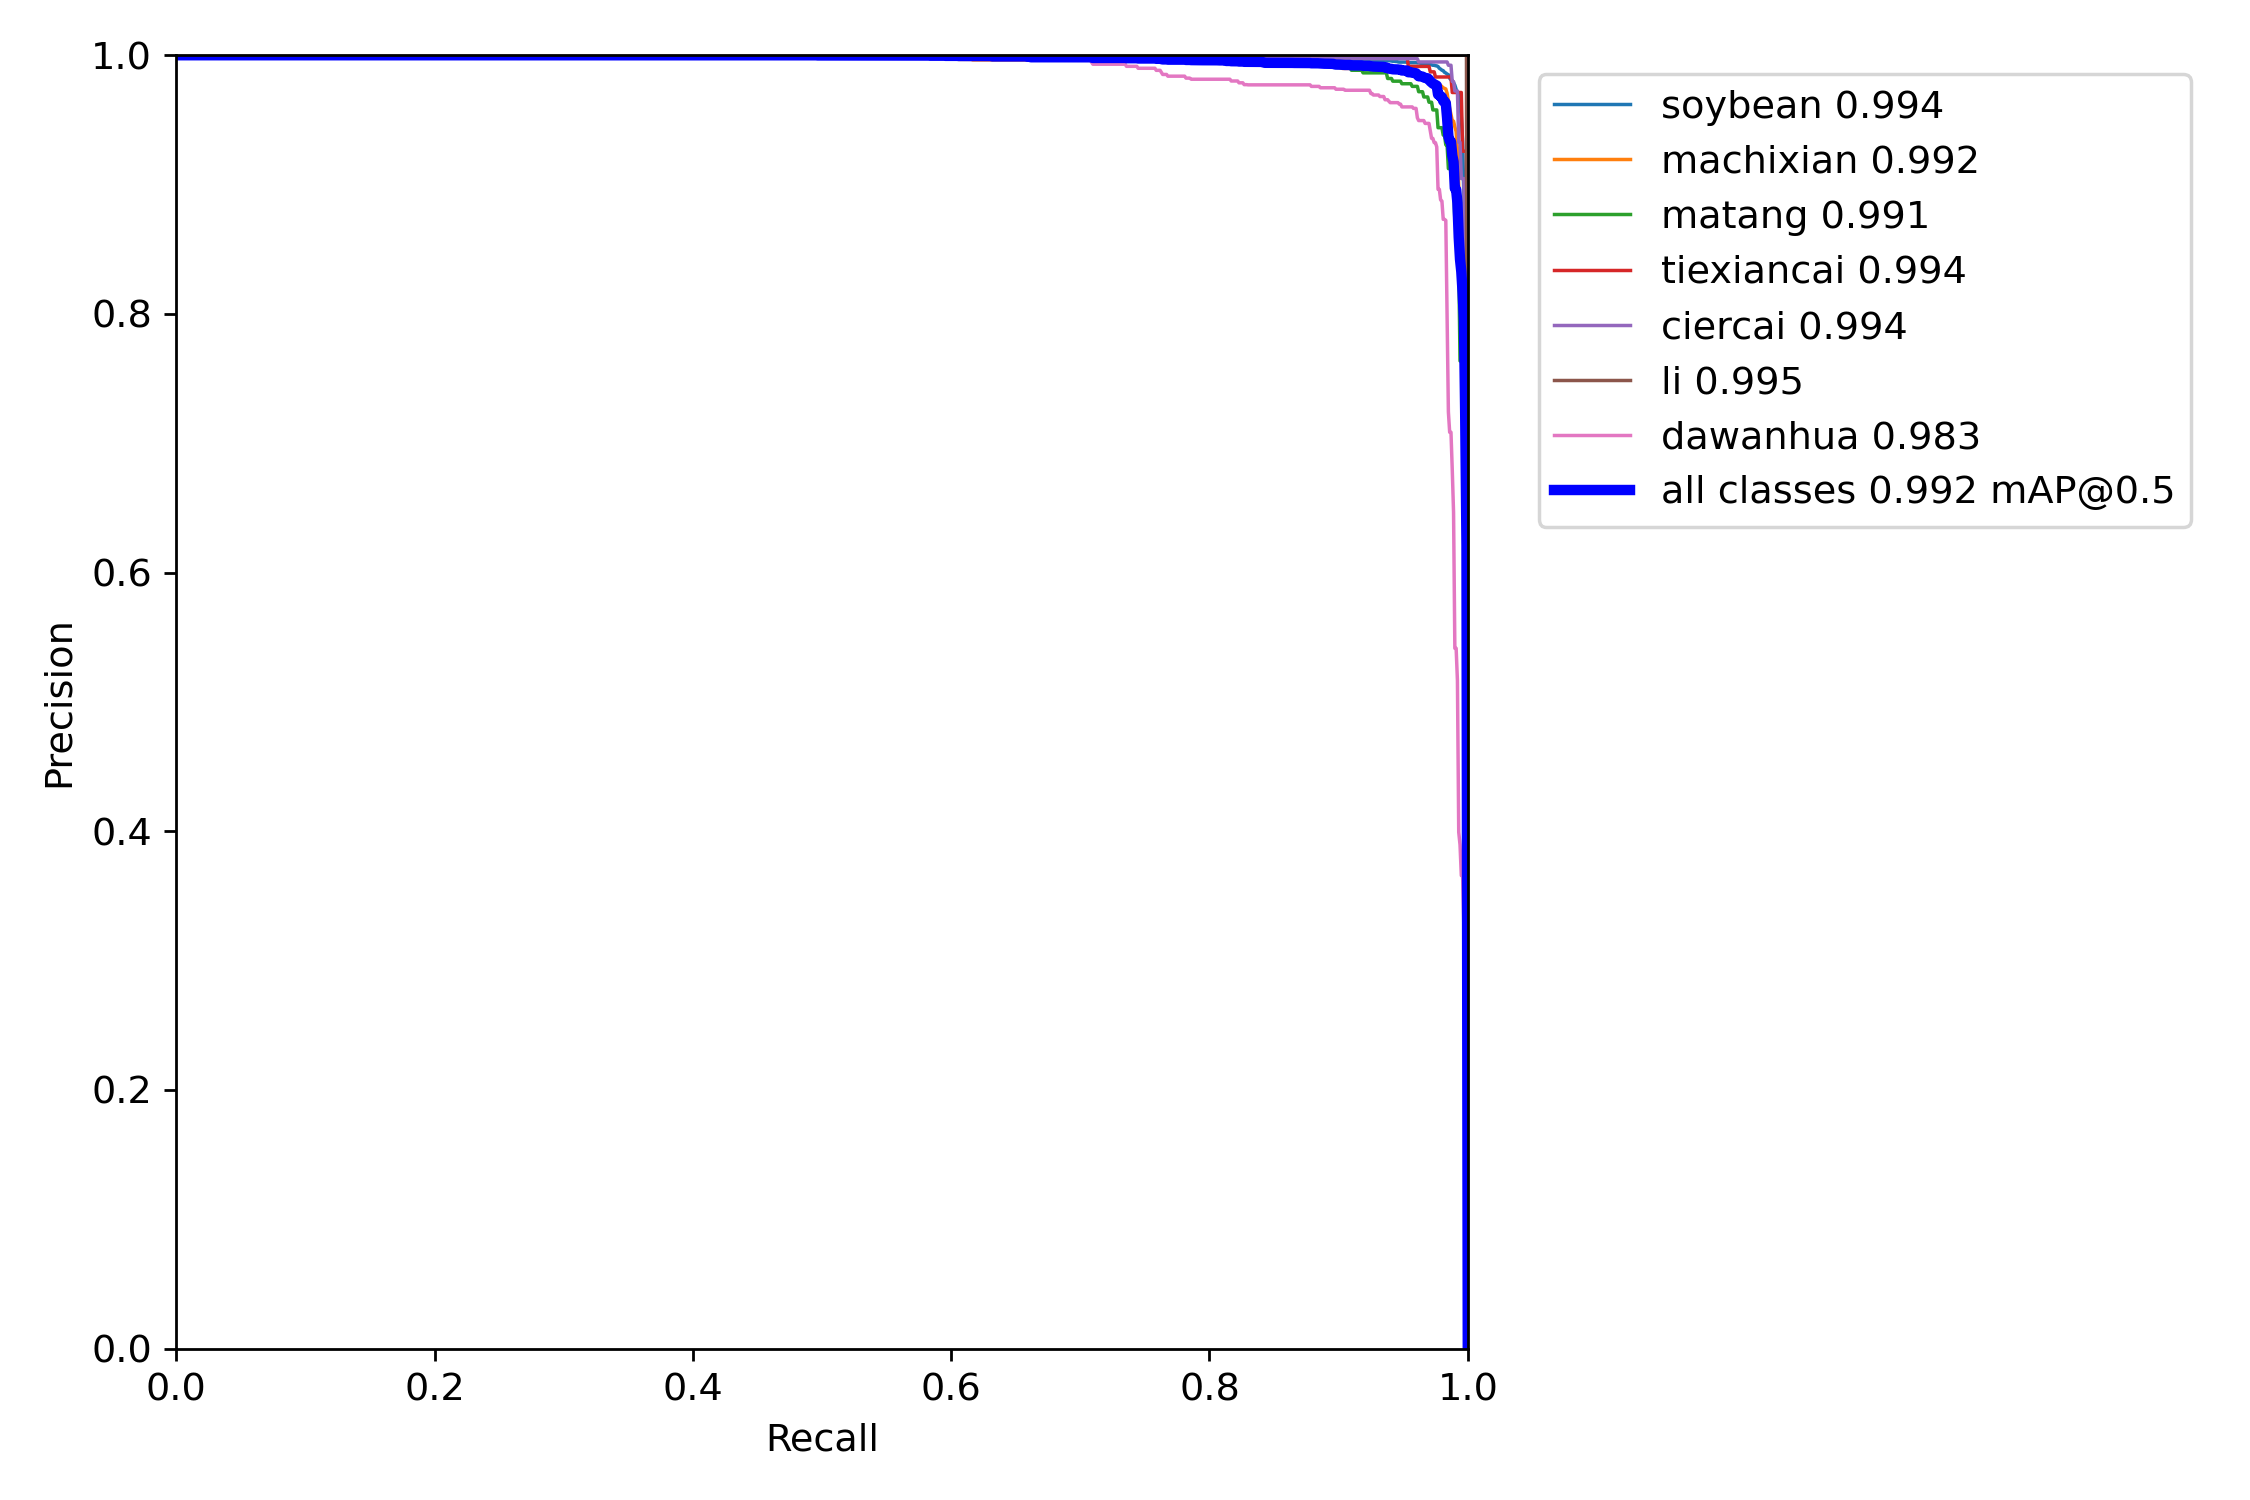 1.0
0.8
0.6
0.4
0.2
0.0
Precision
0.0 0.2 0.4 0.6 0.8 1.0
Recall
soybean 0.994
machixian 0.992
matang 0.991
tiexiancai 0.994
ciercai 0.994
li 0.995
dawanhua 0.983
all classes 0.992 mAP@0.5